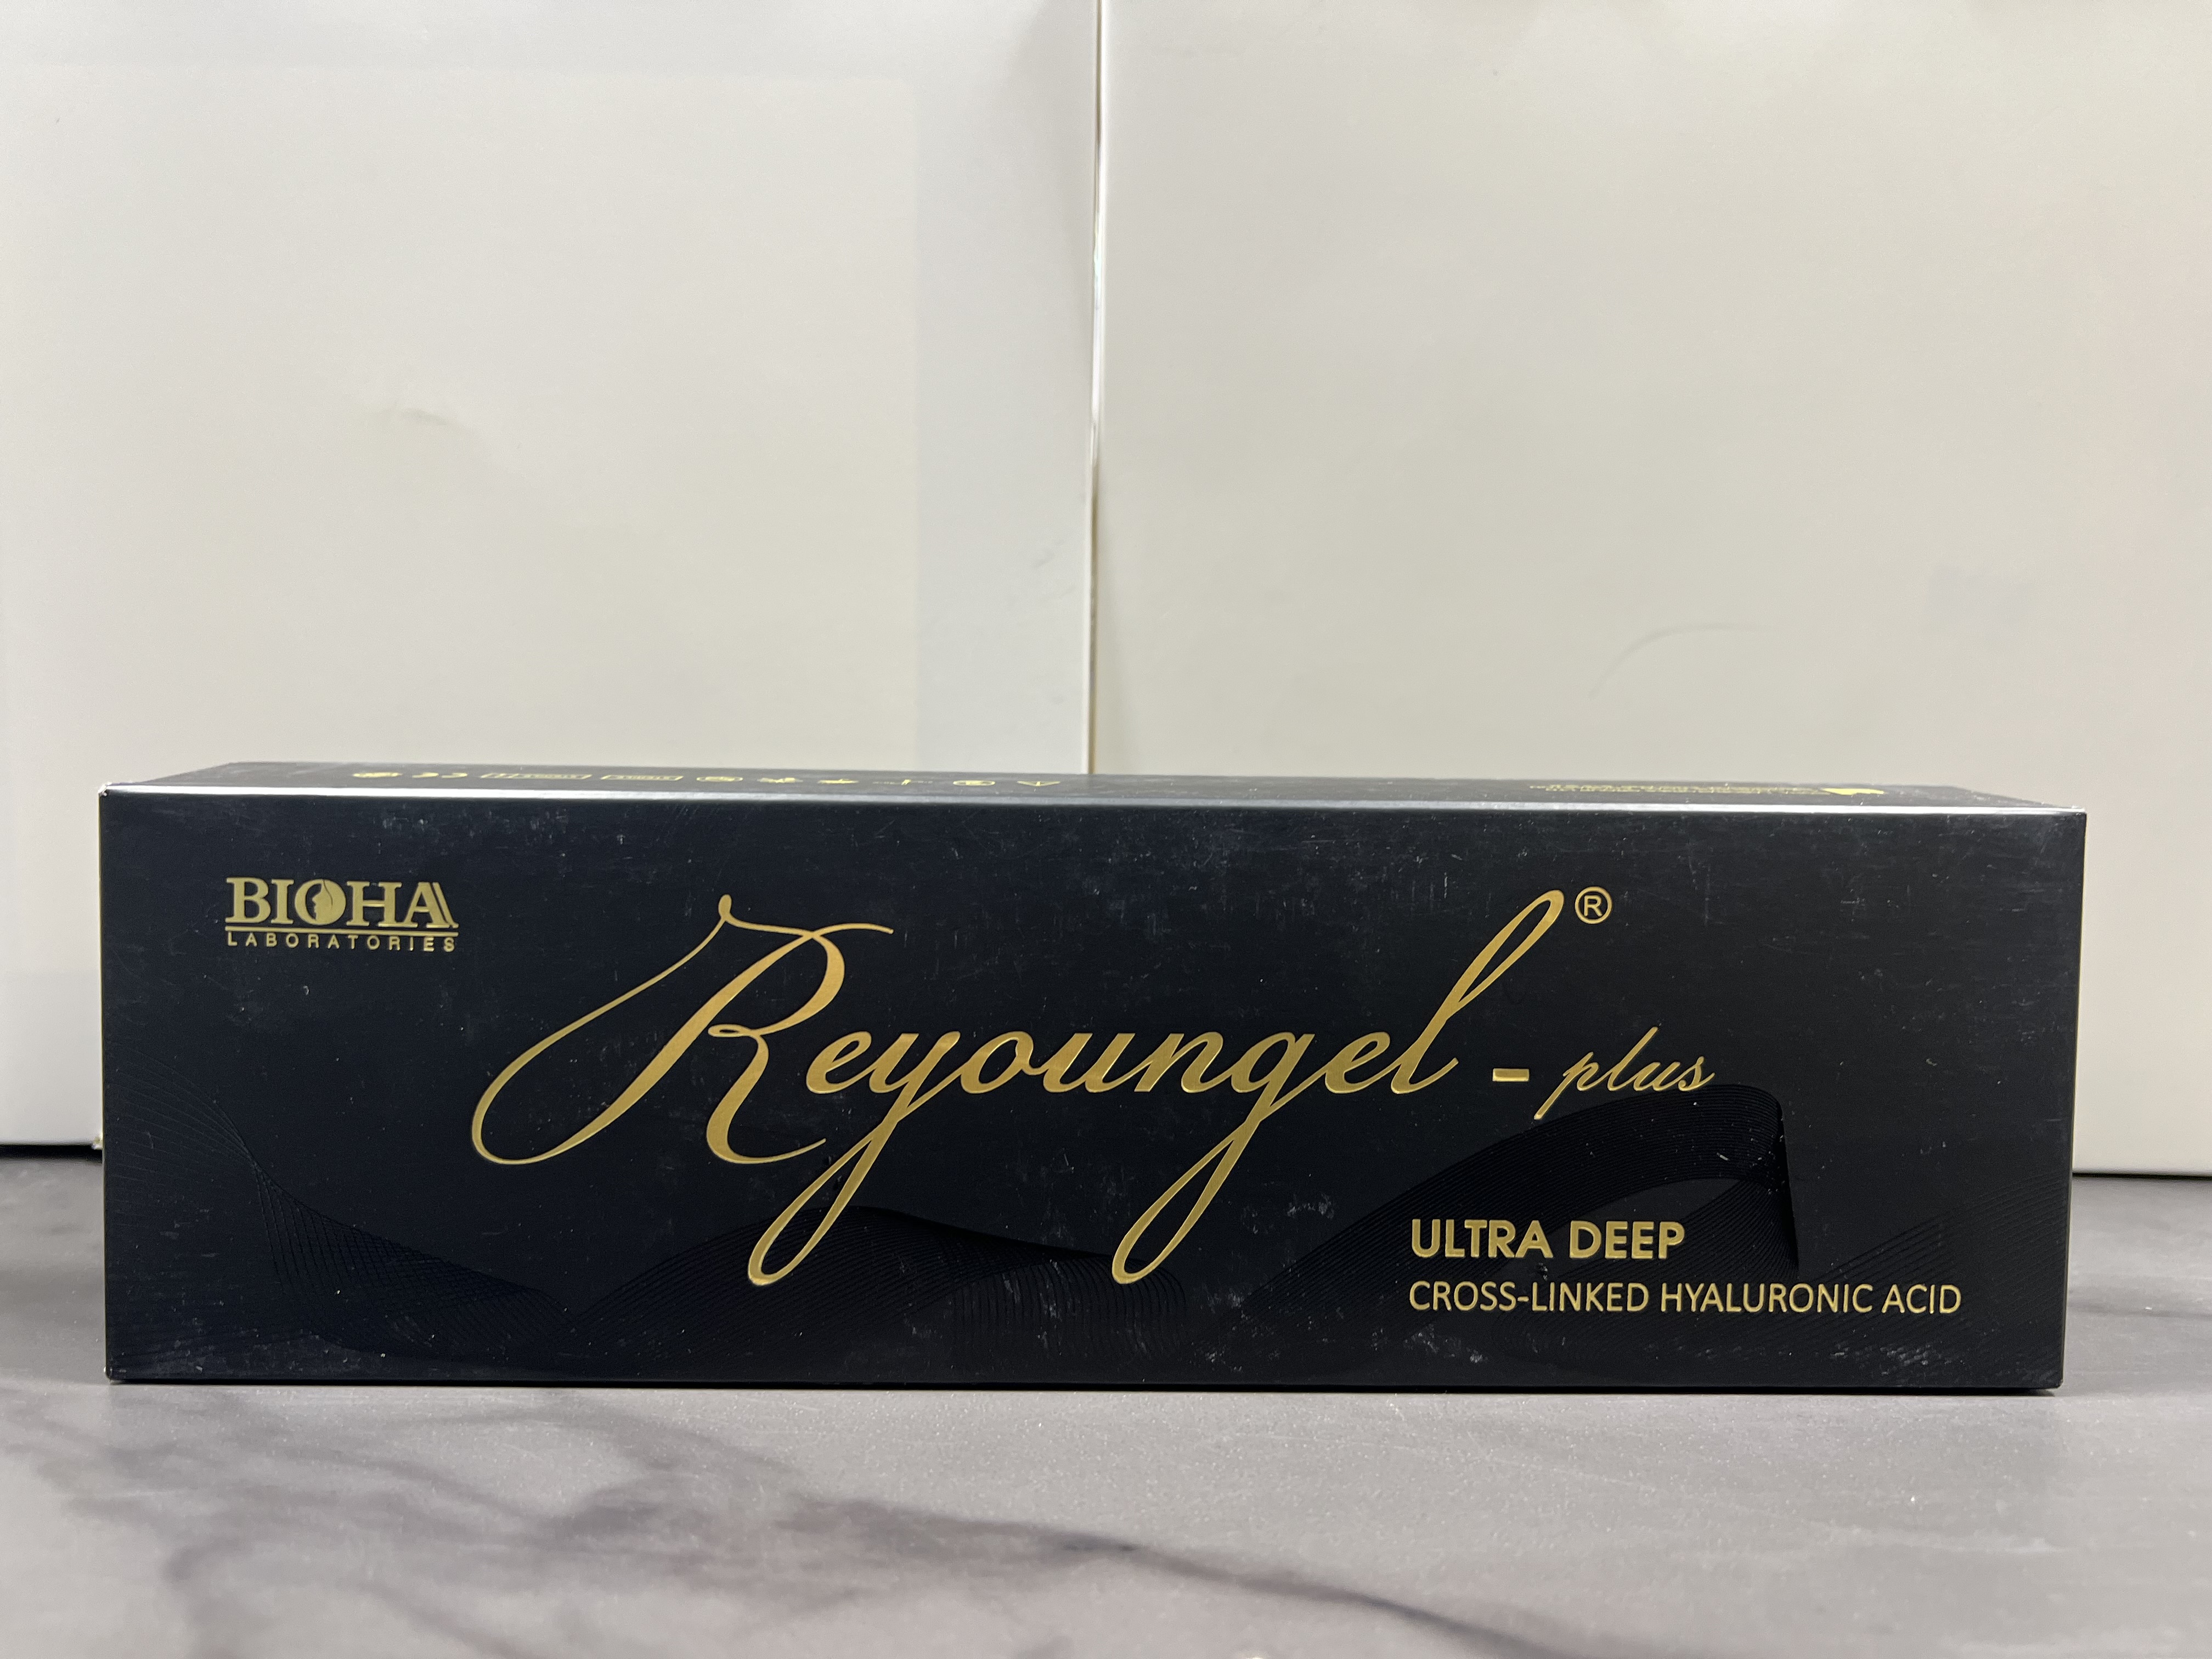 BIOHA
LABORATORIES
Reyoungel® - plus
ULTRA DEEP
CROSS-LINKED HYALURONIC ACID